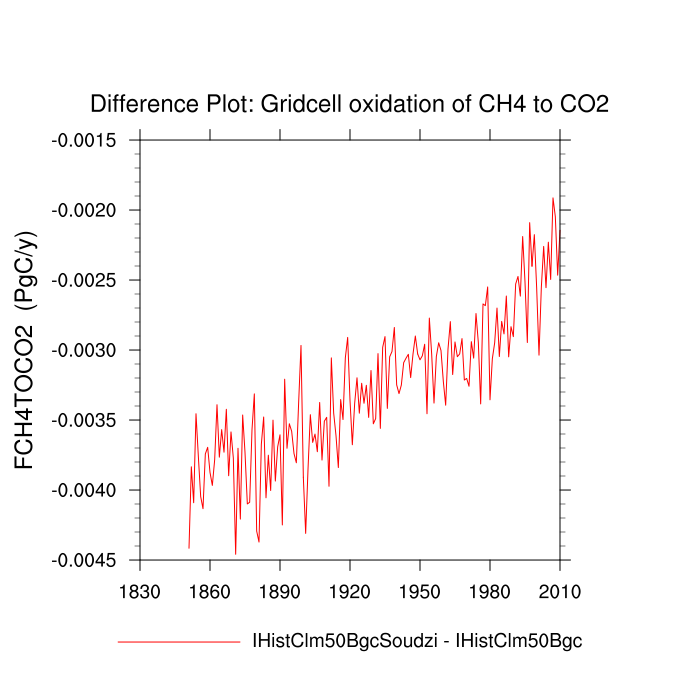 Difference Plot: Gridcell oxidation of CH4 to CO2
FCH4TOCO2 (PgC/y)
-0.0015
-0.0020
-0.0025
-0.0030
-0.0035
-0.0040
-0.0045
1830 1860 1890 1920 1950 1980 2010
IHistClm50BgcSoudzi - IHistClm50Bgc